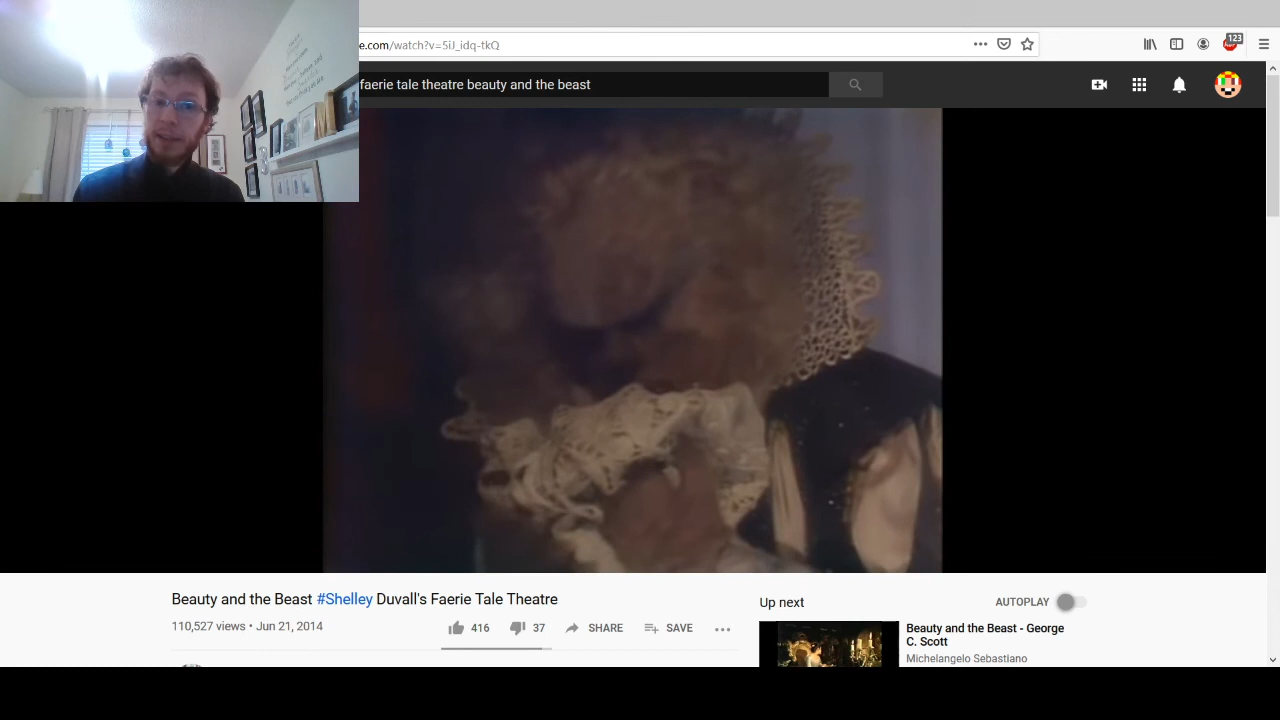 e.com/watch?v=5iJ_idq-tkQ
123
faerie tale theatre beauty and the beast
Beauty and the Beast #Shelley Duvall's Faerie Tale Theatre
110,527 views • Jun 21, 2014
416
37
SHARE
SAVE
Up next
AUTOPLAY
Beauty and the Beast - George
C. Scott
Michelangelo Sebastiano